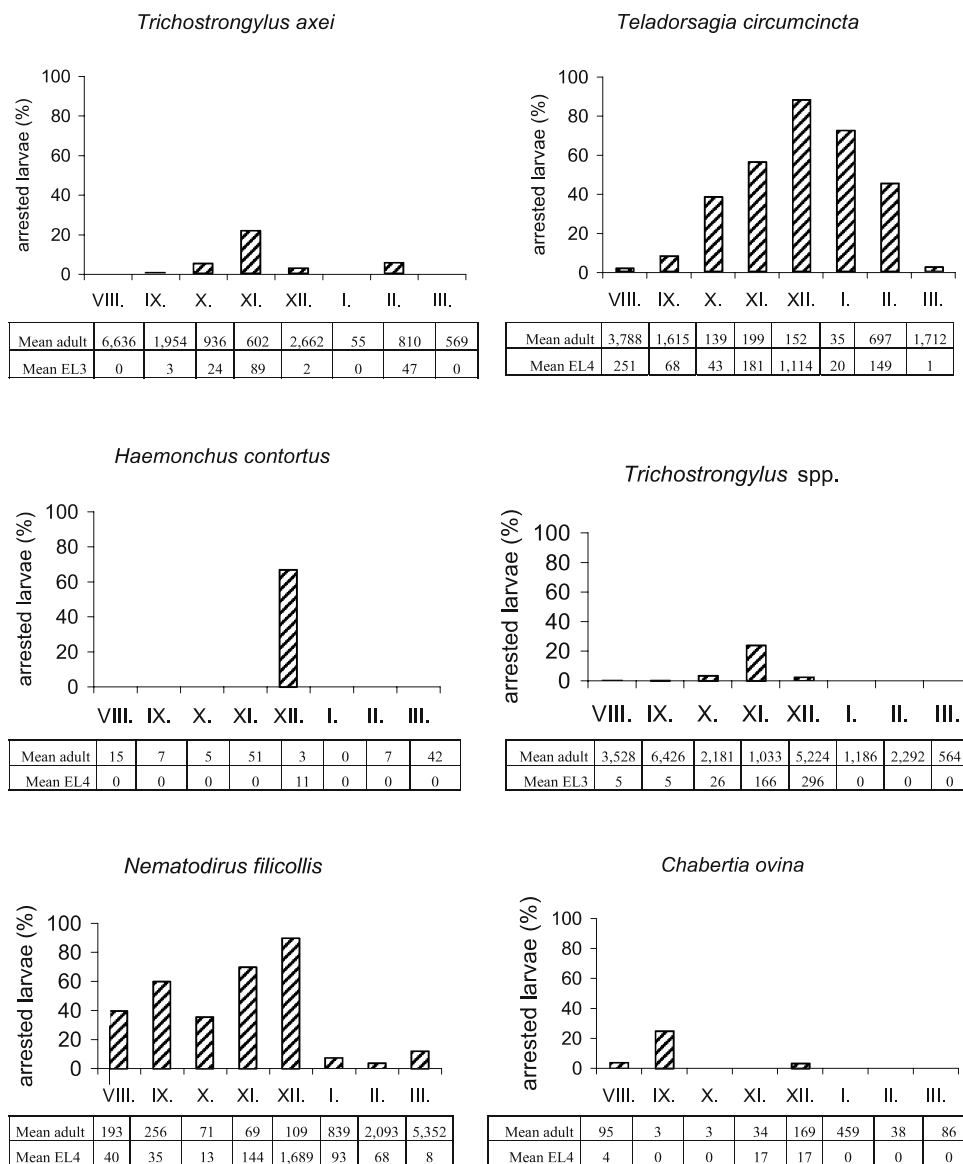 Trichostrongylus axei
arrested larvae (%)
100
80
60
40
20
0
VIII. IX. X. XI. XII. I. II. III.
Mean adult 6,636 1,954 936 602 2,662 55 810 569
Mean EL3 0 3 24 89 2 0 47 0
Teladorsagia circumcincta
arrested larvae (%)
100
80
60
40
20
0
VIII. IX. X. XI. XII. I. II. III.
Mean adult 3,788 1,615 139 199 152 35 697 1,712
Mean EL4 251 68 43 181 1,114 20 149 1
Haemonchus contortus
arrested larvae (%)
100
80
60
40
20
0
VIII. IX. X. XI. XII. I. II. III.
Mean adult 15 7 5 51 3 0 7 42
Mean EL4 0 0 0 0 11 0 0 0
Trichostrongylus spp.
arrested larvae (%)
100
80
60
40
20
0
VIII. IX. X. XI. XII. I. II. III.
Mean adult 3,528 6,426 2,181 1,033 5,224 1,186 2,292 564
Mean EL3 5 5 26 166 296 0 0 0
Nematodirus filicollis
arrested larvae (%)
100
80
60
40
20
0
VIII. IX. X. XI. XII. I. II. III.
Mean adult 193 256 71 69 109 839 2,093 5,352
Mean EL4 40 35 13 144 1,689 93 68 8
Chabertia ovina
arrested larvae (%)
100
80
60
40
20
0
VIII. IX. X. XI. XII. I. II. III.
Mean adult 95 3 3 34 169 459 38 86
Mean EL4 4 0 0 17 17 0 0 0